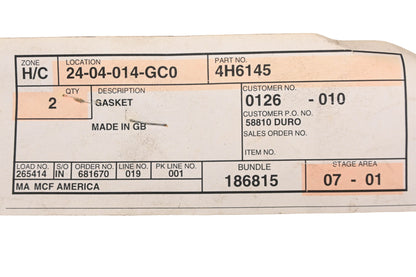 ZONE LOCATION PART NO.
H/C 24-04-014-GC0 4H6145
QTY DESCRIPTION CUSTOMER NO.
2 GASKET 0126 -010
CUSTOMER P.O. NO.
MADE IN GB 58810 DURO
SALES ORDER NO.
ITEM NO.
LOAD NO. S/O ORDER NO. LINE NO. PK LINE NO. BUNDLE STAGE AREA
265414 IN 681670 019 001 186815 07 - 01
MA MCF AMERICA